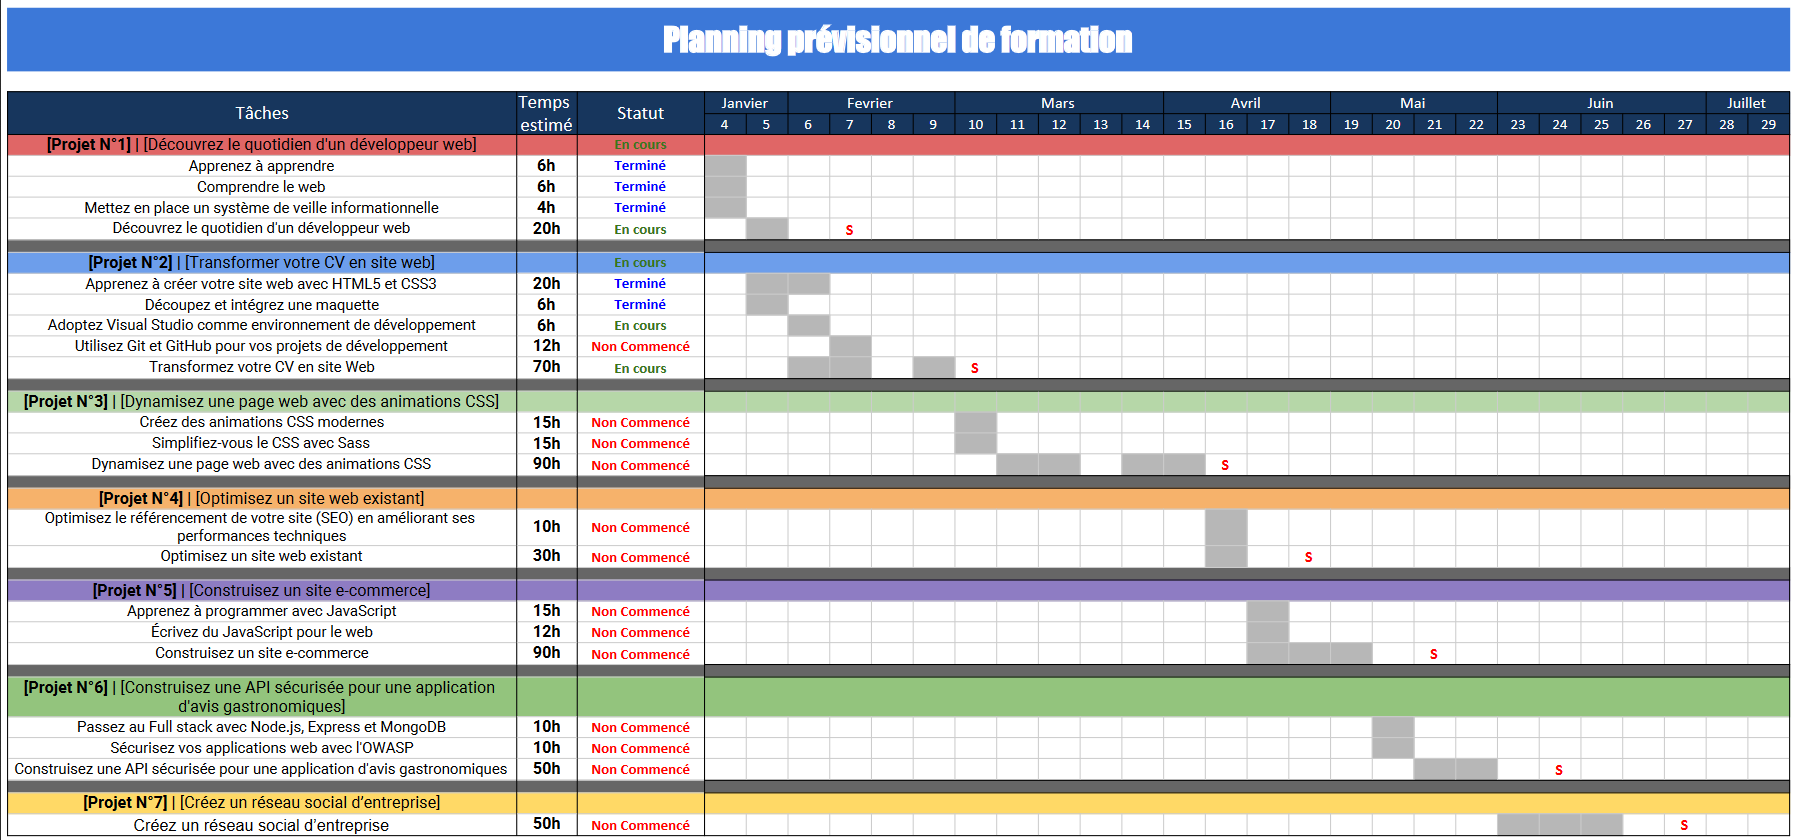 Planning prévisionnel de formation
Tâches Temps estimé Statut Janvier Fevrier Mars Avril Mai Juin Juillet
4 5 6 7 8 9 10 11 12 13 14 15 16 17 18 19 20 21 22 23 24 25 26 27 28 29
[Projet N°1] | [Découvrez le quotidien d'un développeur web] En cours
Apprenez à apprendre 6h Terminé
Comprendre le web 6h Terminé
Mettez en place un système de veille informationnelle 4h Terminé
Découvrez le quotidien d'un développeur web 20h En cours S
[Projet N°2] | [Transformer votre CV en site web] En cours
Apprenez à créer votre site web avec HTML5 et CSS3 20h Terminé
Découpez et intégrez une maquette 6h Terminé
Adoptez Visual Studio comme environnement de développement 6h En cours
Utilisez Git et GitHub pour vos projets de développement 12h Non Commencé
Transformez votre CV en site Web 70h En cours S
[Projet N°3] | [Dynamisez une page web avec des animations CSS]
Créez des animations CSS modernes 15h Non Commencé
Simplifiez-vous le CSS avec Sass 15h Non Commencé
Dynamisez une page web avec des animations CSS 90h Non Commencé S
[Projet N°4] | [Optimisez un site web existant]
Optimisez le référencement de votre site (SEO) en améliorant ses
performances techniques 10h Non Commencé
Optimisez un site web existant 30h Non Commencé S
[Projet N°5] | [Construisez un site e-commerce]
Apprenez à programmer avec JavaScript 15h Non Commencé
Écrivez du JavaScript pour le web 12h Non Commencé
Construisez un site e-commerce 90h Non Commencé S
[Projet N°6] | [Construisez une API sécurisée pour une application
d'avis gastronomiques]
Passez au Full stack avec Node.js, Express et MongoDB 10h Non Commencé
Sécurisez vos applications web avec l'OWASP 10h Non Commencé
Construisez une API sécurisée pour une application d'avis gastronomiques 50h Non Commencé S
[Projet N°7] | [Créez un réseau social d’entreprise]
Créez un réseau social d’entreprise 50h Non Commencé S